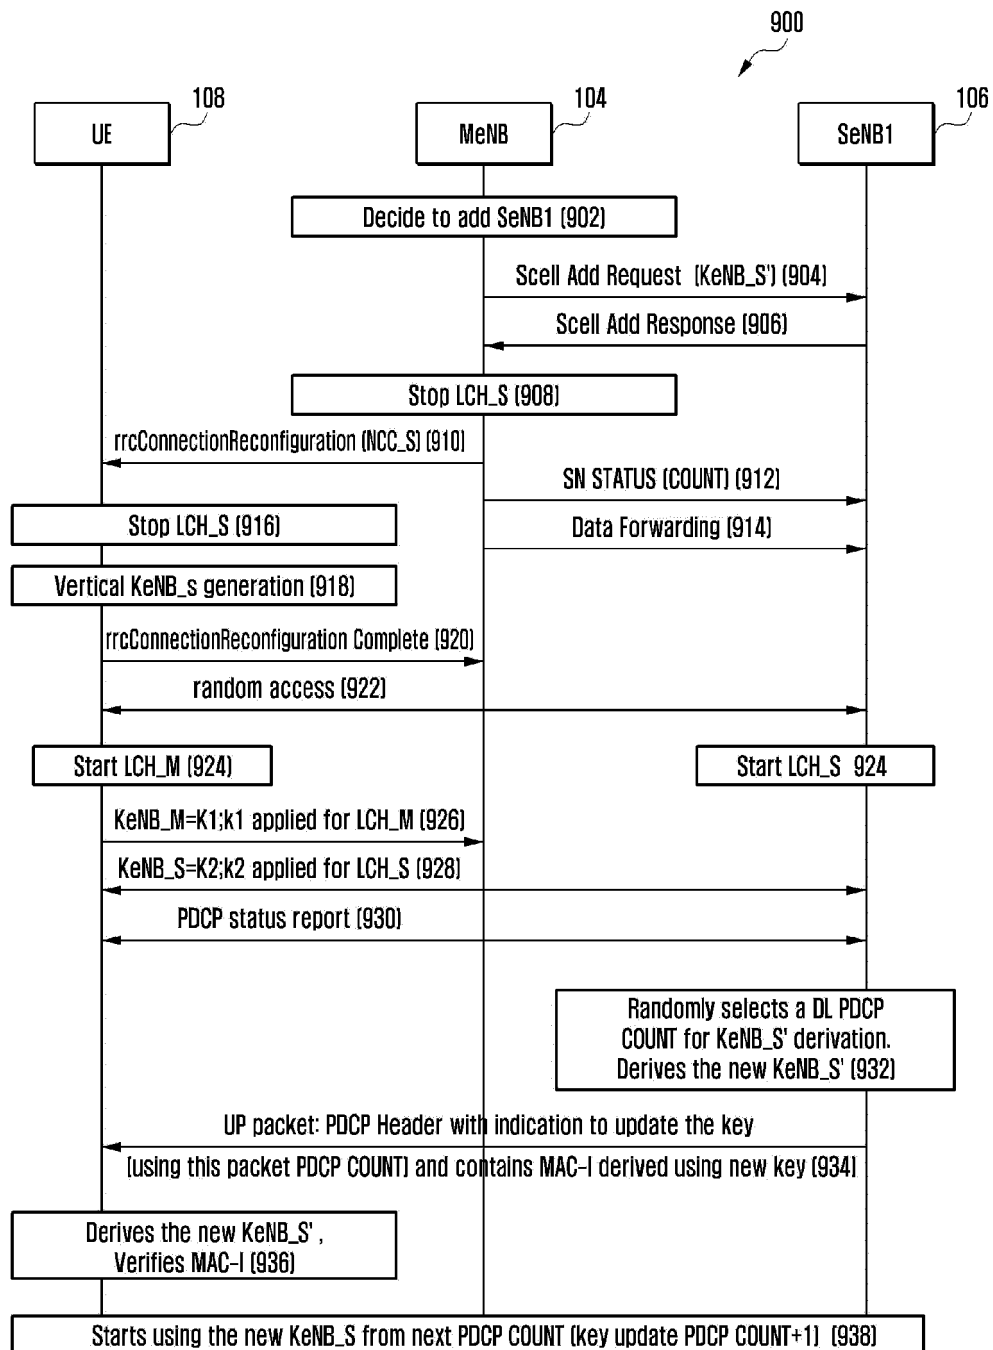 900
108
104
106
UE
MeNB
SeNB1
Decide to add SeNB1 (902)
Scell Add Request (KeNB_S') (904)
Scell Add Response (906)
Stop LCH_S (908)
rrcConnectionReconfiguration (NCC_S) (910)
SN STATUS (COUNT) (912)
Stop LCH_S (916)
Data Forwarding (914)
Vertical KeNB_s generation (918)
rrcConnectionReconfiguration Complete (920)
random access (922)
Start LCH_M (924)
Start LCH_S 924
KeNB_M=K1;k1 applied for LCH_M (926)
KeNB_S=K2;k2 applied for LCH_S (928)
PDCP status report (930)
Randomly selects a DL PDCP
COUNT for KeNB_S' derivation.
Derives the new KeNB_S' (932)
UP packet: PDCP Header with indication to update the key
(using this packet PDCP COUNT) and contains MAC-I derived using new key (934)
Derives the new KeNB_S' ,
Verifies MAC-I (936)
Starts using the new KeNB_S from next PDCP COUNT (key update PDCP COUNT+1) (938)